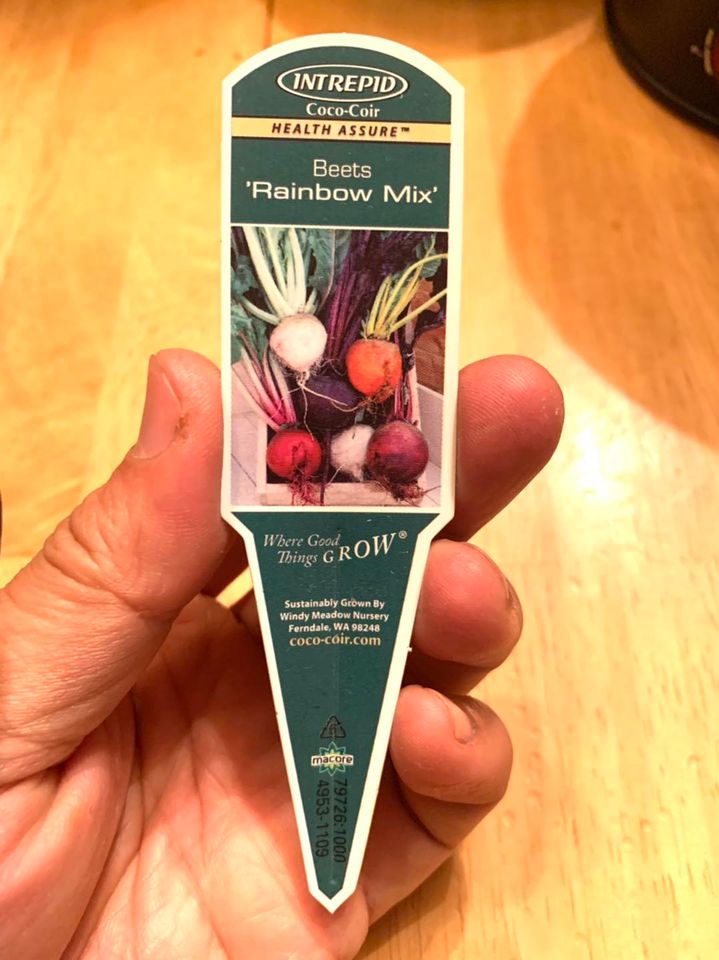 INTREPID
Coco-Coir
HEALTH ASSURE™
Beets
'Rainbow Mix'
Where Good
Things GROW®
Sustainably Grown By
Windy Meadow Nursery
Ferndale, WA 98248
coco-coir.com
macore
79726:1000
4953-1109